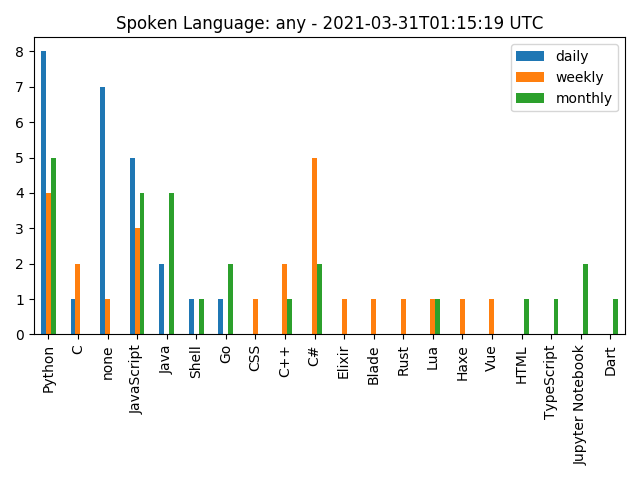 Spoken Language: any - 2021-03-31T01:15:19 UTC
daily
weekly
monthly
8
7
6
5
4
3
2
1
0
Python
C
none
JavaScript
Java
Shell
Go
CSS
C++
C#
Elixir
Blade
Rust
Lua
Haxe
Vue
HTML
TypeScript
Jupyter Notebook
Dart